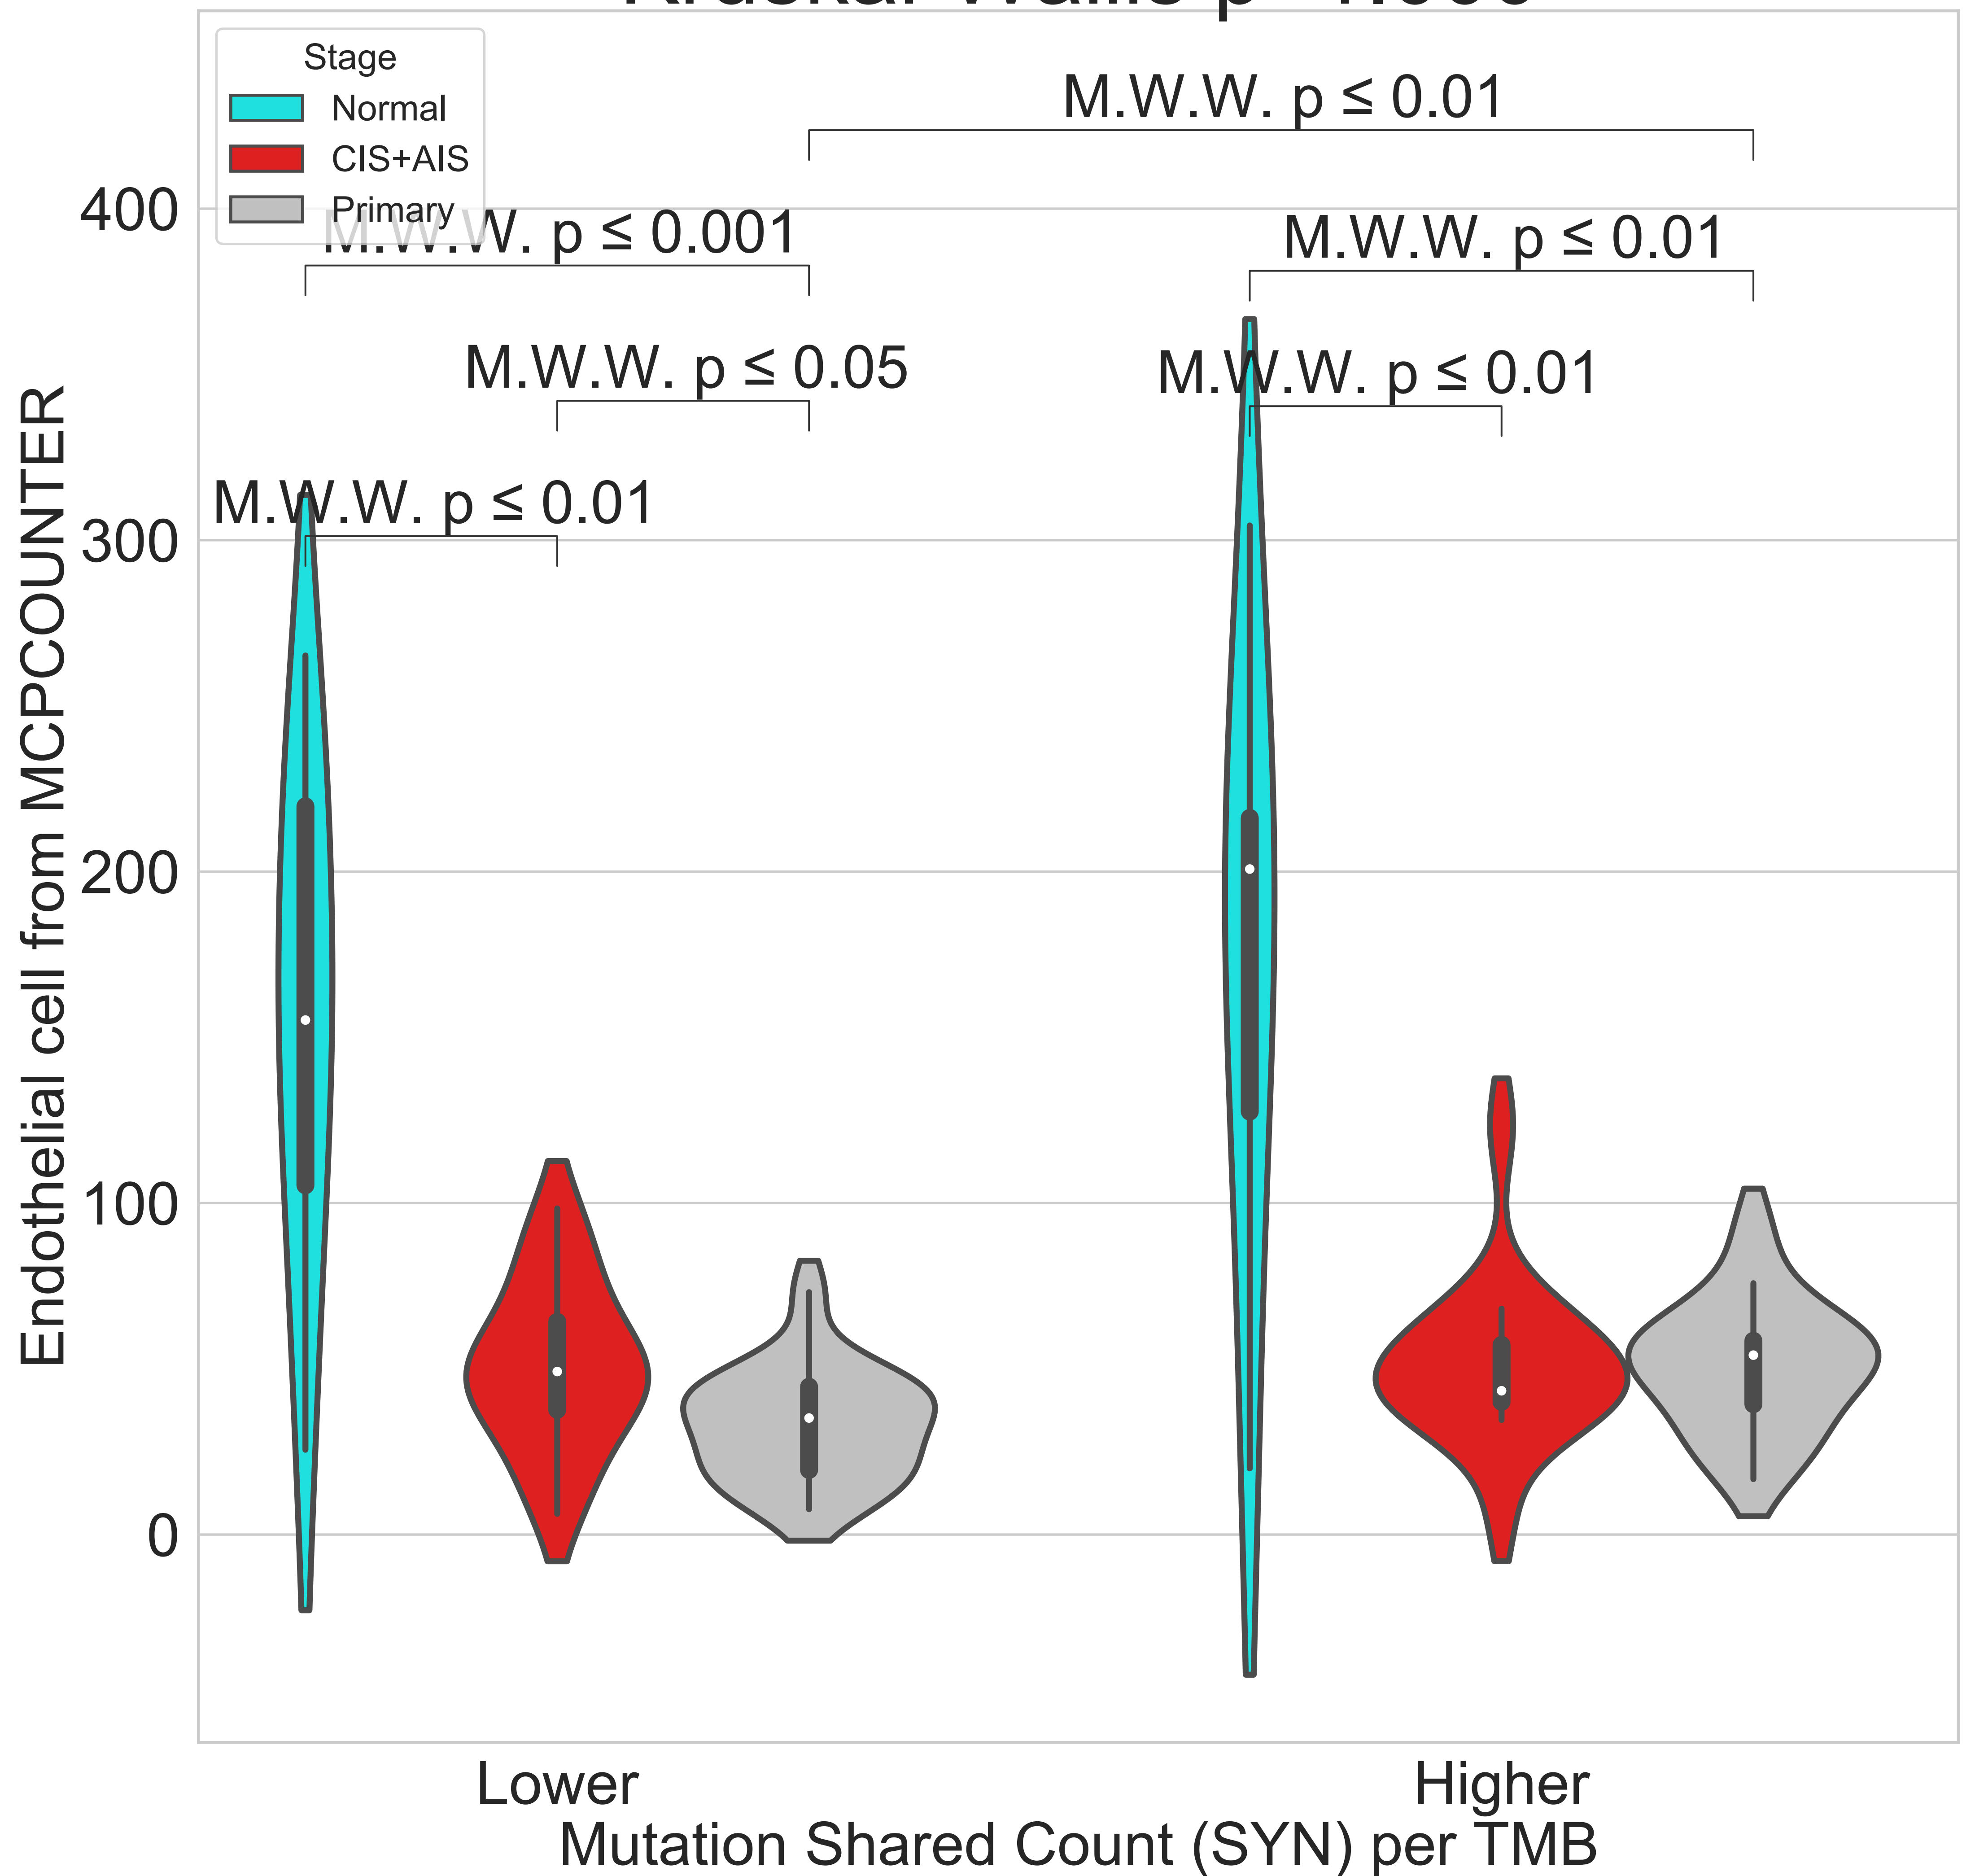 Stage
Normal
CIS+AIS
Primary
M.W.W. p ≤ 0.01
M.W.W. p ≤ 0.001
M.W.W. p ≤ 0.01
M.W.W. p ≤ 0.05
M.W.W. p ≤ 0.01
M.W.W. p ≤ 0.01
400
300
200
100
0
Endothelial cell from MCPCOUNTER
Lower
Higher
Mutation Shared Count (SYN) per TMB